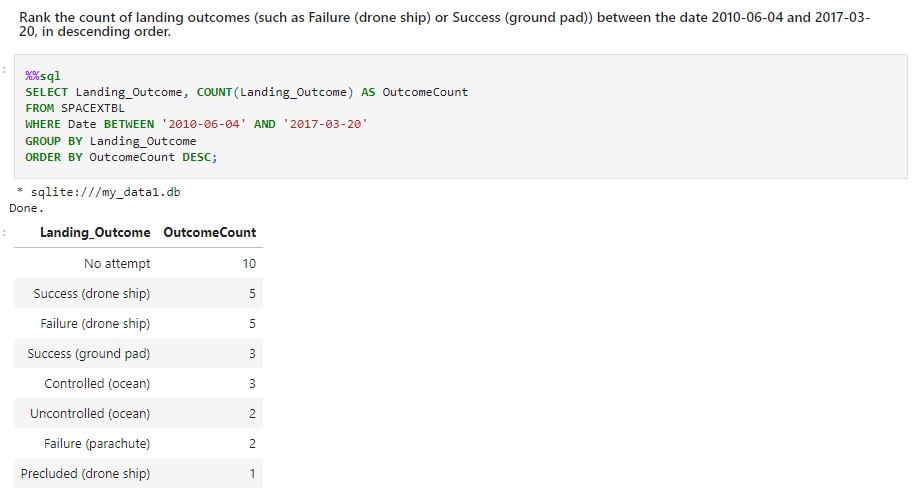 Rank the count of landing outcomes (such as Failure (drone ship) or Success (ground pad)) between the date 2010-06-04 and 2017-03-
20, in descending order.
:
%%sql
SELECT Landing_Outcome, COUNT(Landing_Outcome) AS OutcomeCount
FROM SPACEXTBL
WHERE Date BETWEEN '2010-06-04' AND '2017-03-20'
GROUP BY Landing_Outcome
ORDER BY OutcomeCount DESC;
* sqlite:///my_data1.db
Done.
:
Landing_Outcome OutcomeCount
No attempt 10
Success (drone ship) 5
Failure (drone ship) 5
Success (ground pad) 3
Controlled (ocean) 3
Uncontrolled (ocean) 2
Failure (parachute) 2
Precluded (drone ship) 1